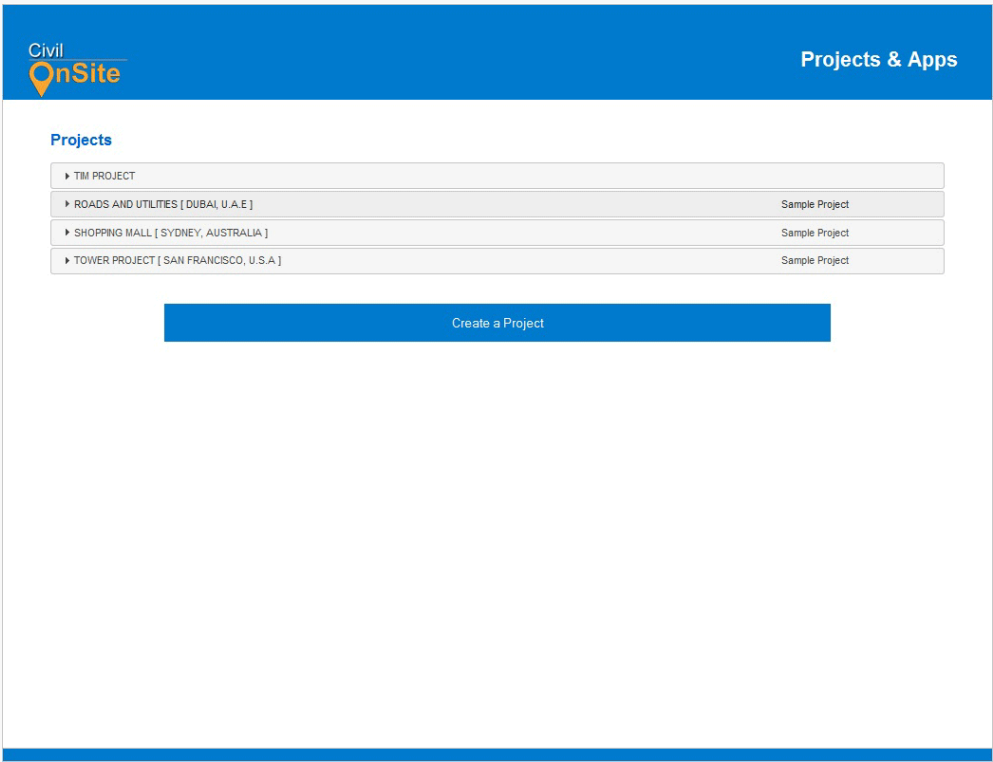 Civil
OnSite
Projects & Apps
Projects
TIM PROJECT
ROADS AND UTILITIES [ DUBAI, U.A.E ] Sample Project
SHOPPING MALL [ SYDNEY, AUSTRALIA ] Sample Project
TOWER PROJECT [ SAN FRANCISCO, U.S.A ] Sample Project
Create a Project